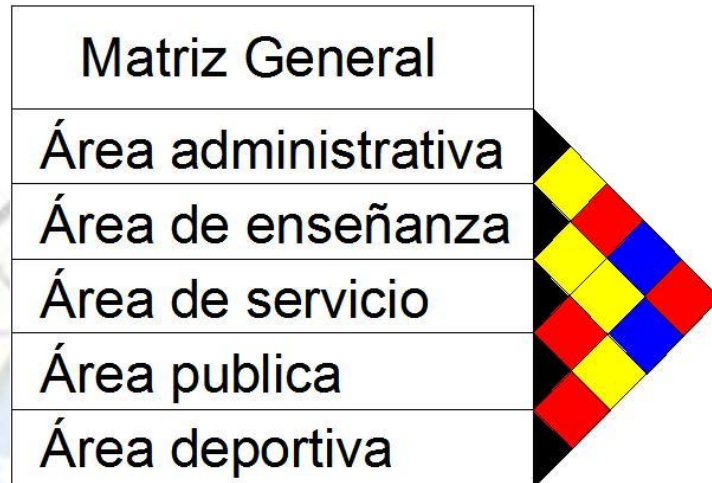 Matriz General
Área administrativa
Área de enseñanza
Área de servicio
Área publica
Área deportiva